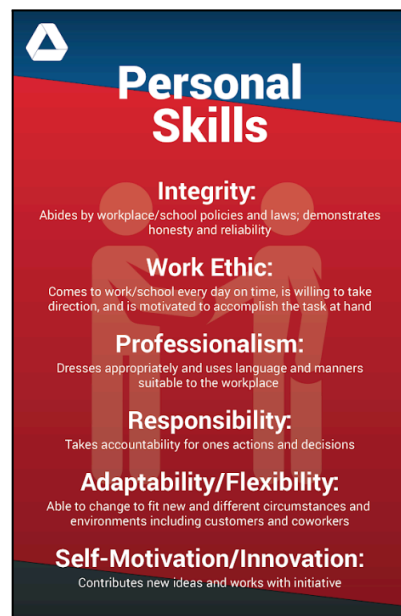 Personal
Skills
Integrity:
Abides by workplace/school policies and laws; demonstrates
honesty and reliability
Work Ethic:
Comes to work/school every day on time, is willing to take
direction, and is motivated to accomplish the task at hand
Professionalism:
Dresses appropriately and uses language and manners
suitable to the workplace
Responsibility:
Takes accountability for ones actions and decisions
Adaptability/Flexibility:
Able to change to fit new and different circumstances and
environments including customers and coworkers
Self-Motivation/Innovation:
Contributes new ideas and works with initiative